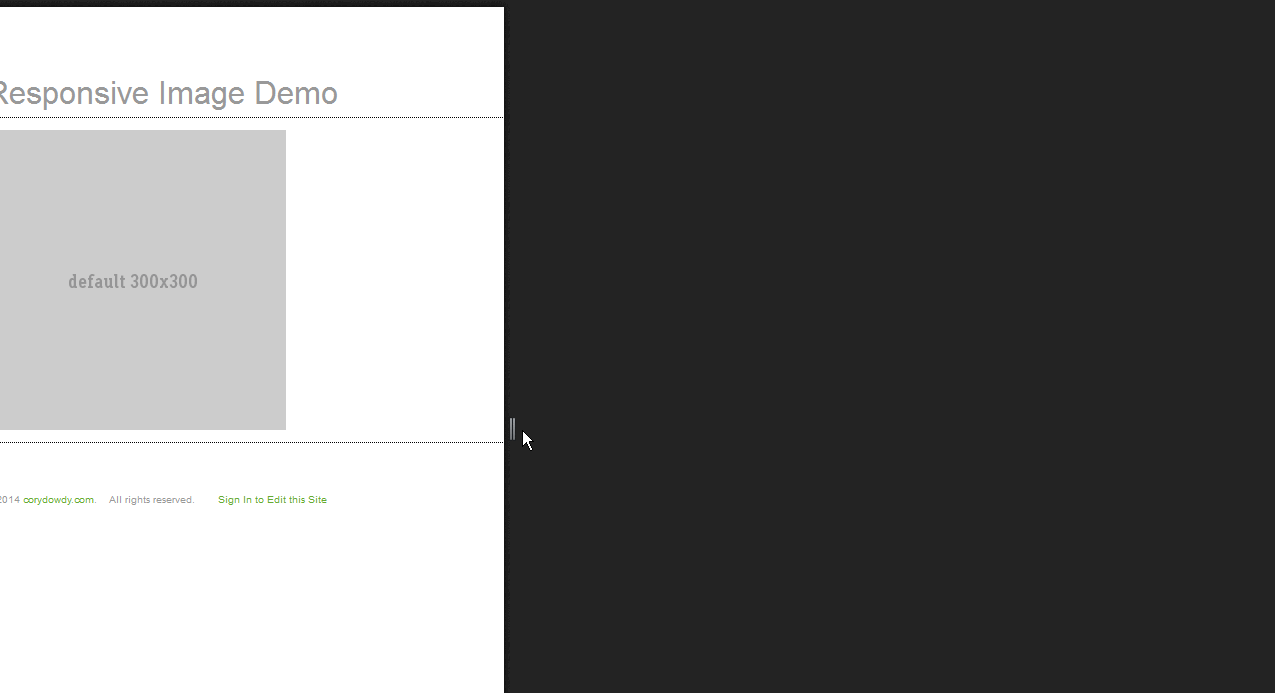 Responsive Image Demo
default 300x300
2014 corydowdy.com. All rights reserved. Sign In to Edit this Site